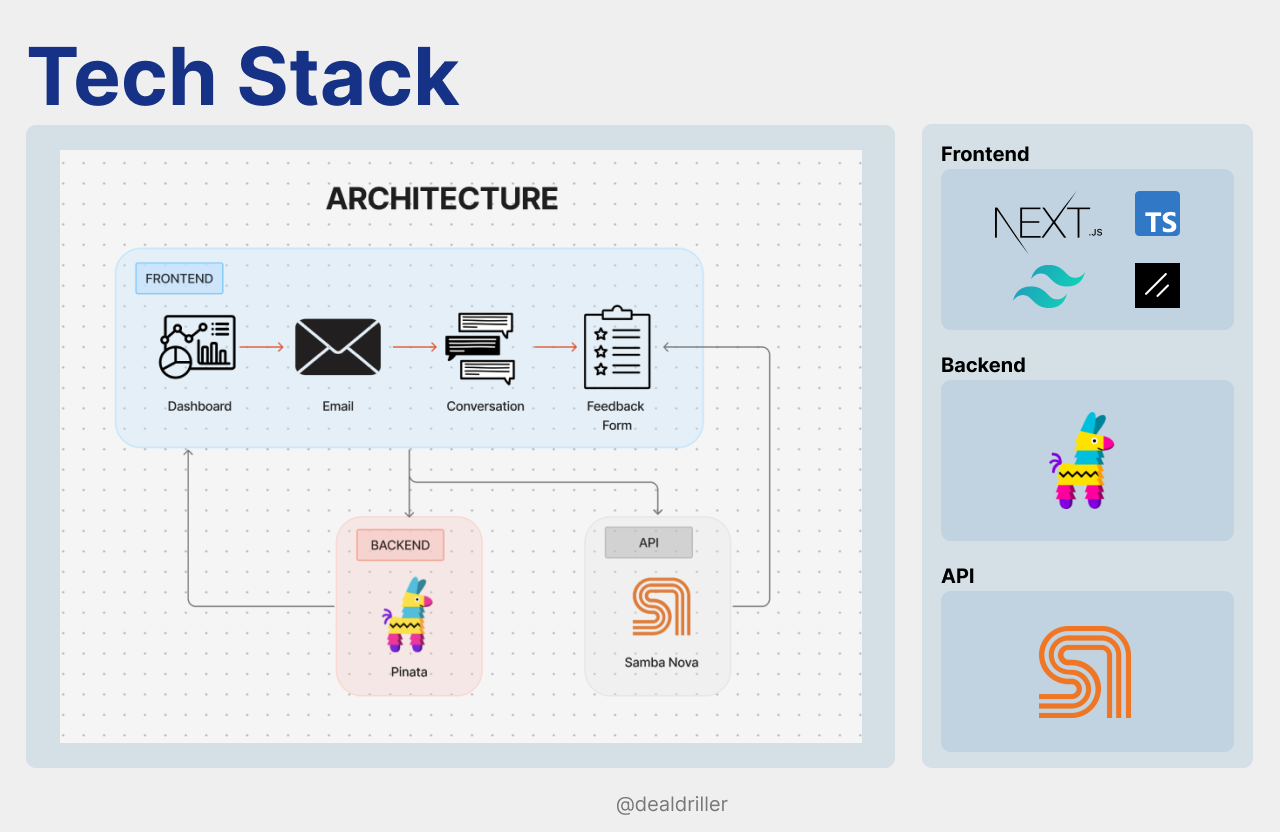 Tech Stack
ARCHITECTURE
FRONTEND
Dashboard
Email
Conversation
Feedback
Form
BACKEND
Pinata
API
Samba Nova
Frontend
NEXT.JS
TS
Backend
API
@dealdriller